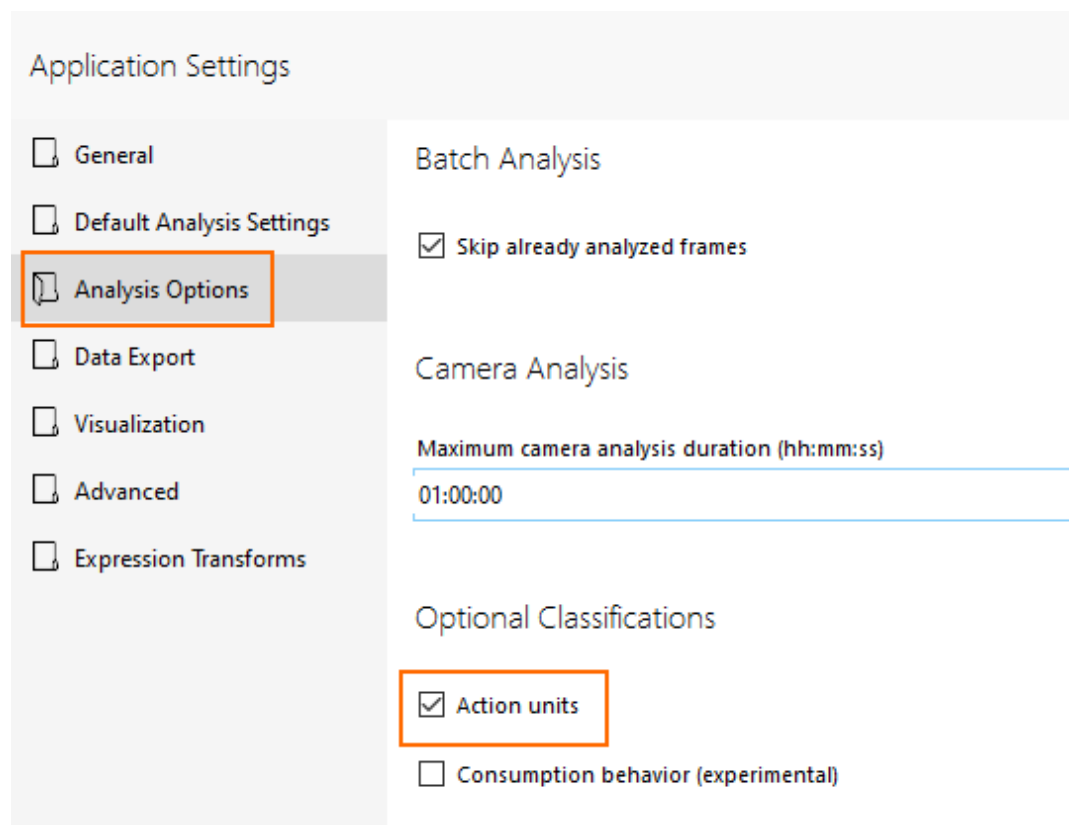 Application Settings
General
Default Analysis Settings
Analysis Options
Data Export
Visualization
Advanced
Expression Transforms
Batch Analysis
Skip already analyzed frames
Camera Analysis
Maximum camera analysis duration (hh:mm:ss)
01:00:00
Optional Classifications
Action units
Consumption behavior (experimental)